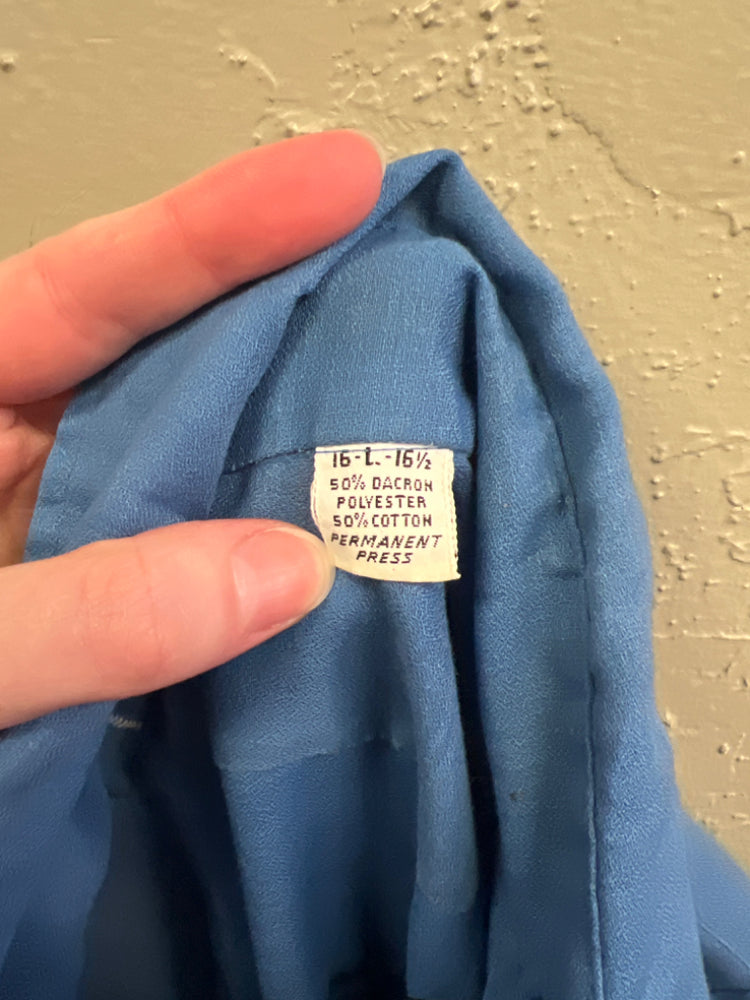 16-L.-16½
50% DACRON
POLYESTER
50% COTTON
PERMANENT
PRESS